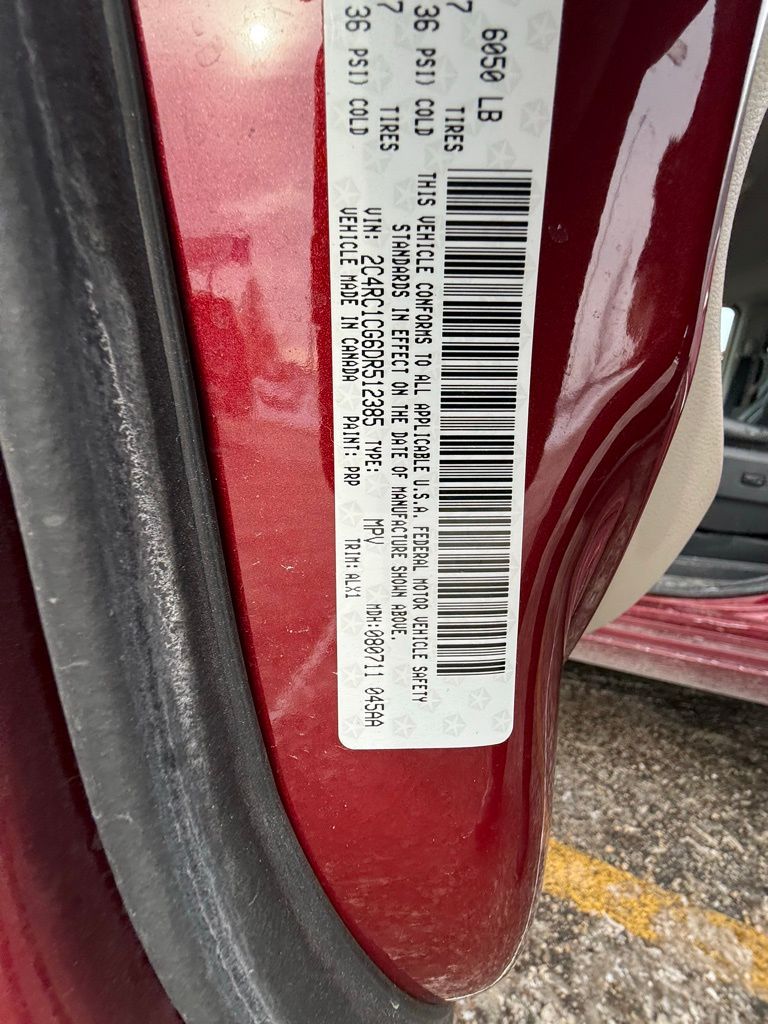 6050 LB
7 TIRES
36 PSI) COLD
7 TIRES
36 PSI) COLD
THIS VEHICLE CONFORMS TO ALL APPLICABLE U.S.A. FEDERAL MOTOR VEHICLE SAFETY
STANDARDS IN EFFECT ON THE DATE OF MANUFACTURE SHOWN ABOVE.
VIN: 2C4RC1CG6DR512385 TYPE: MPV MDH:080711 045AA
VEHICLE MADE IN CANADA PAINT: PRP TRIM: ALX1